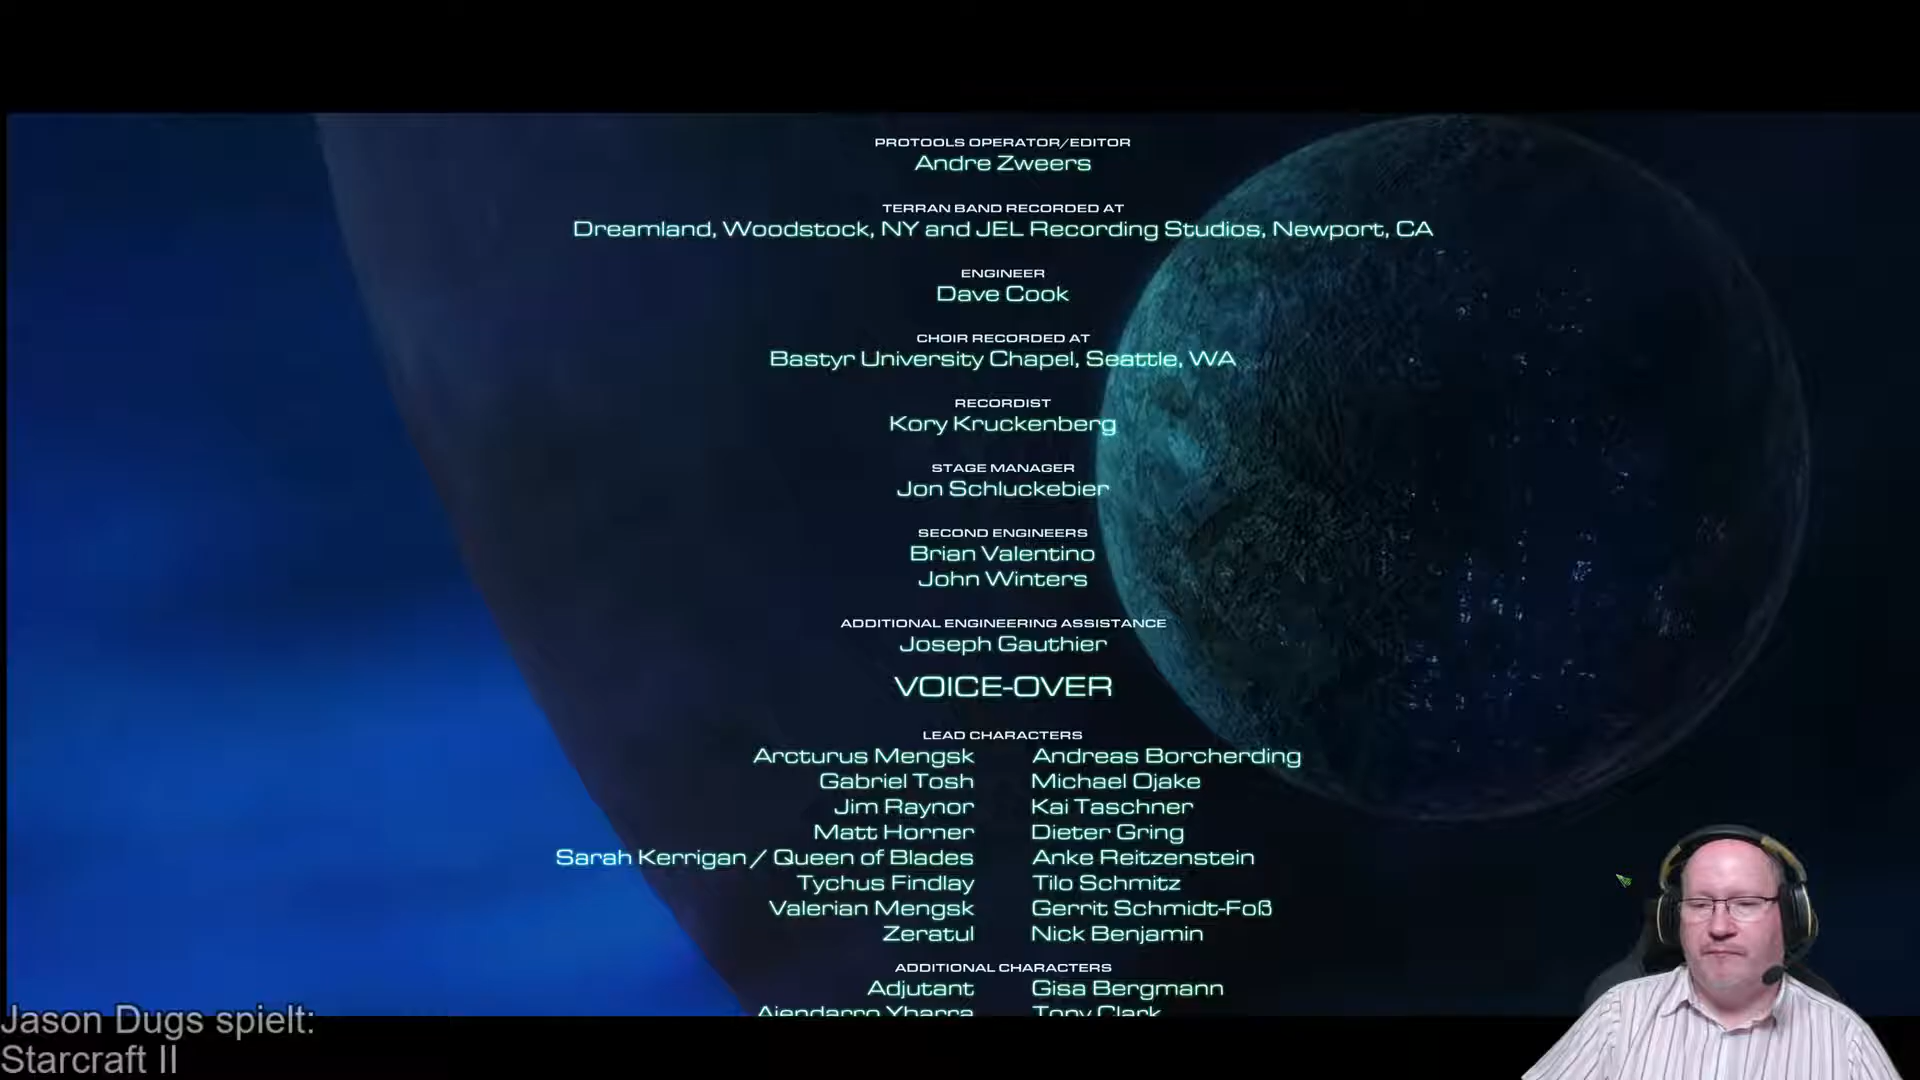 PROTOOLS OPERATOR/EDITOR
Andre Zweers
TERRAN BAND RECORDED AT
Dreamland, Woodstock, NY and JEL Recording Studios, Newport, CA
ENGINEER
Dave Cook
CHOIR RECORDED AT
Bastyr University Chapel, Seattle, WA
RECORDIST
Kory Kruckenberg
STAGE MANAGER
Jon Schluckebier
SECOND ENGINEERS
Brian Valentino
John Winters
ADDITIONAL ENGINEERING ASSISTANCE
Joseph Gauthier
VOICE-OVER
LEAD CHARACTERS
Arcturus Mengsk Andreas Borcherding
Gabriel Tosh Michael Ojake
Jim Raynor Kai Taschner
Matt Horner Dieter Gring
Sarah Kerrigan / Queen of Blades Anke Reitzenstein
Tychus Findlay Tilo Schmitz
Valerian Mengsk Gerrit Schmidt-Foß
Zeratul Nick Benjamin
ADDITIONAL CHARACTERS
Adjutant Gisa Bergmann
Tony Clark
Jason Dugs spielt:
Starcraft II